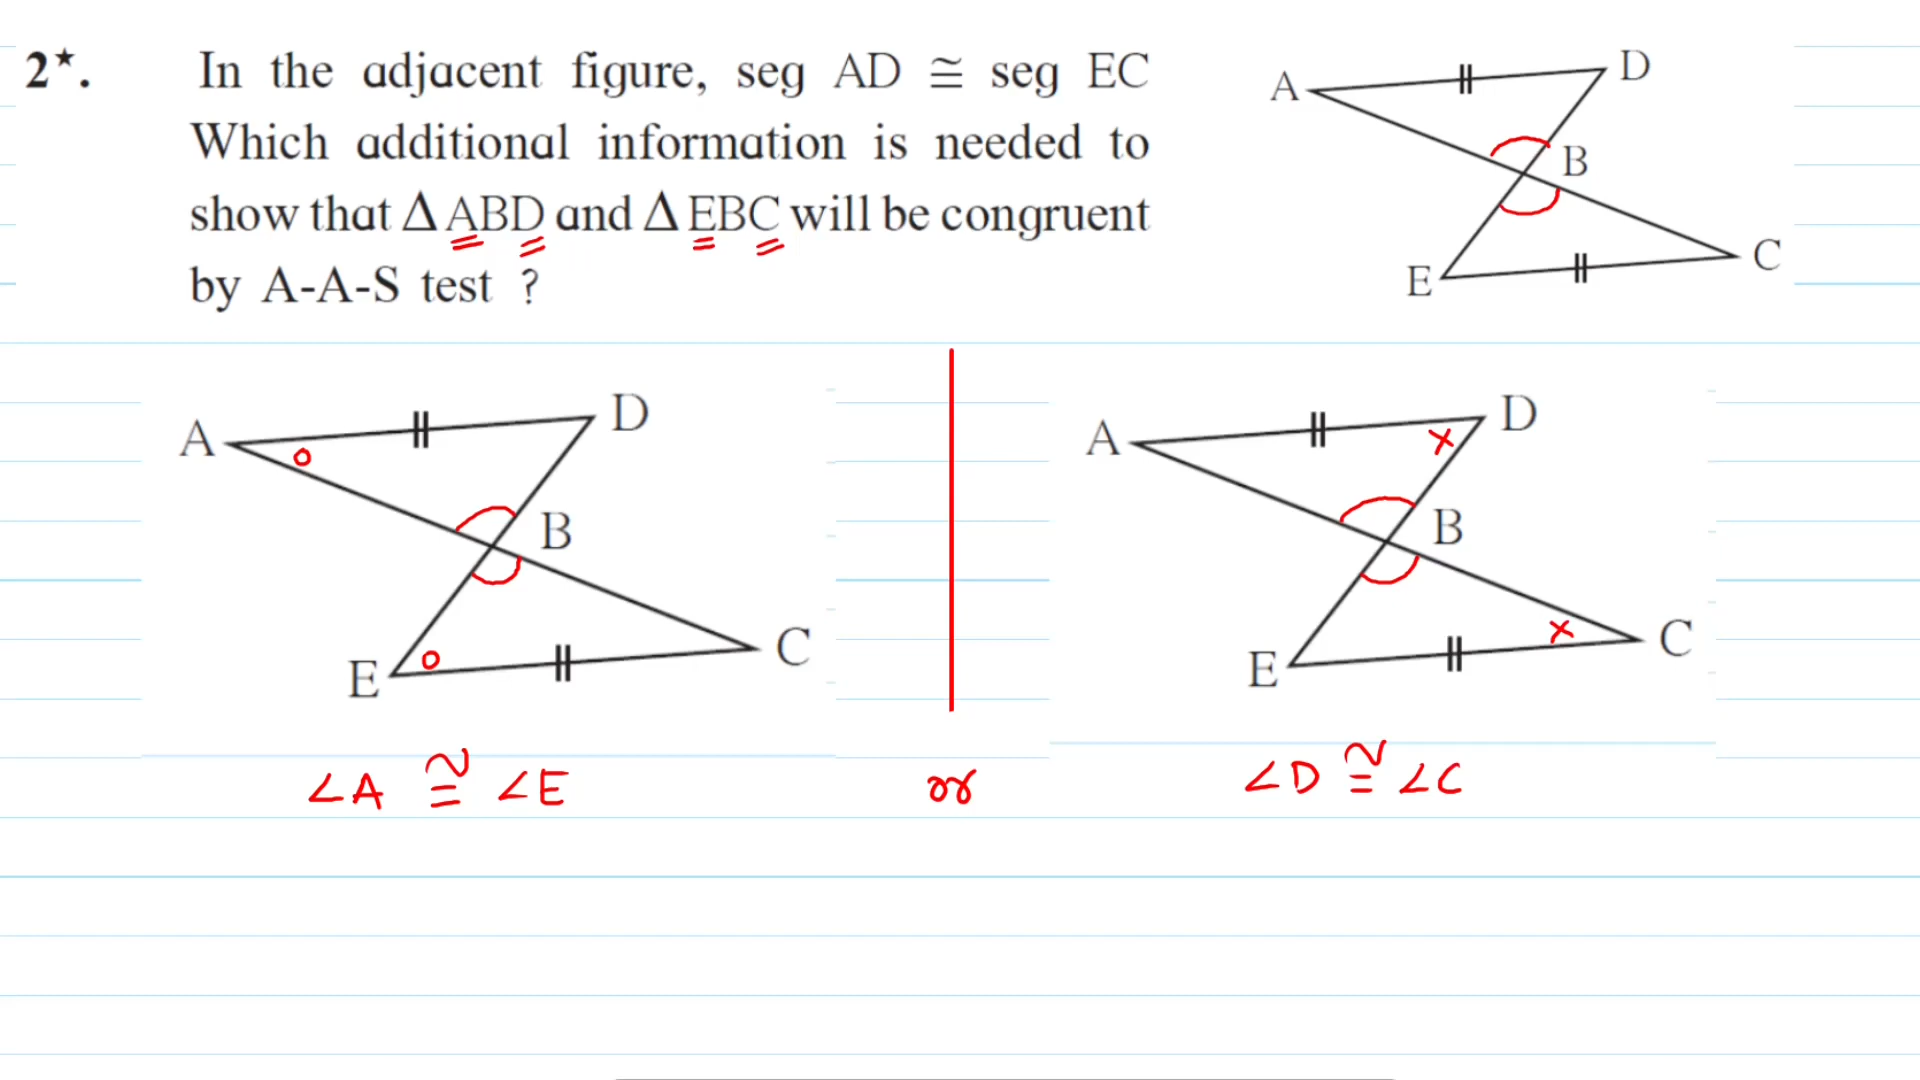 2*. In the adjacent figure, seg AD ≅ seg EC
Which additional information is needed to
show that Δ ABD and Δ EBC will be congruent
by A-A-S test ?
A
D
B
E
C
A
D
B
E
C
A
D
B
E
C
∠A ≅ ∠E or ∠D ≅ ∠C